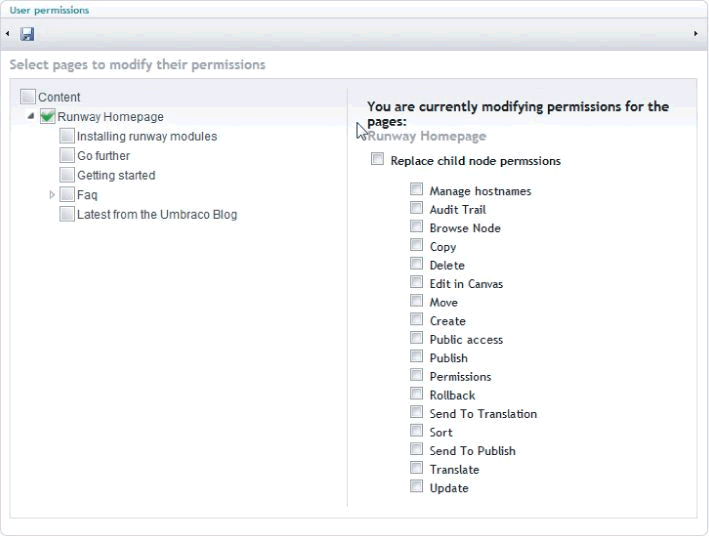 User permissions
Select pages to modify their permissions
Content
Runway Homepage
Installing runway modules
Go further
Getting started
Faq
Latest from the Umbraco Blog
You are currently modifying permissions for the
pages:
Runway Homepage
Replace child node permssions
Manage hostnames
Audit Trail
Browse Node
Copy
Delete
Edit in Canvas
Move
Create
Public access
Publish
Permissions
Rollback
Send To Translation
Sort
Send To Publish
Translate
Update